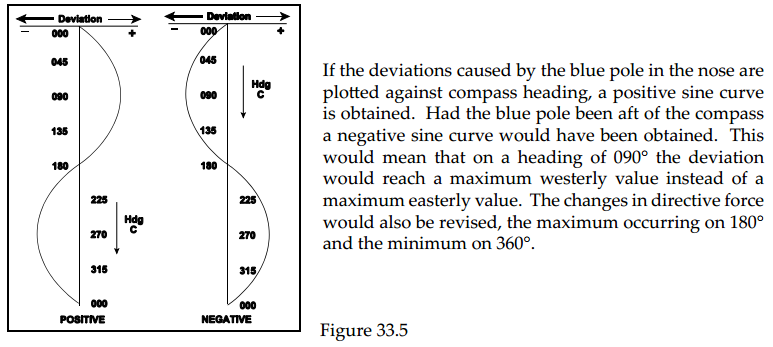 Deviation
Deviation
− 000 +
− 000 +
045
045
Hdg
C
090
090
135
135
180
180
225
225
Hdg
C
270
270
315
315
000
000
POSITIVE
NEGATIVE
If the deviations caused by the blue pole in the nose are
plotted against compass heading, a positive sine curve
is obtained. Had the blue pole been aft of the compass
a negative sine curve would have been obtained. This
would mean that on a heading of 090° the deviation
would reach a maximum westerly value instead of a
maximum easterly value. The changes in directive force
would also be revised, the maximum occurring on 180°
and the minimum on 360°.
Figure 33.5